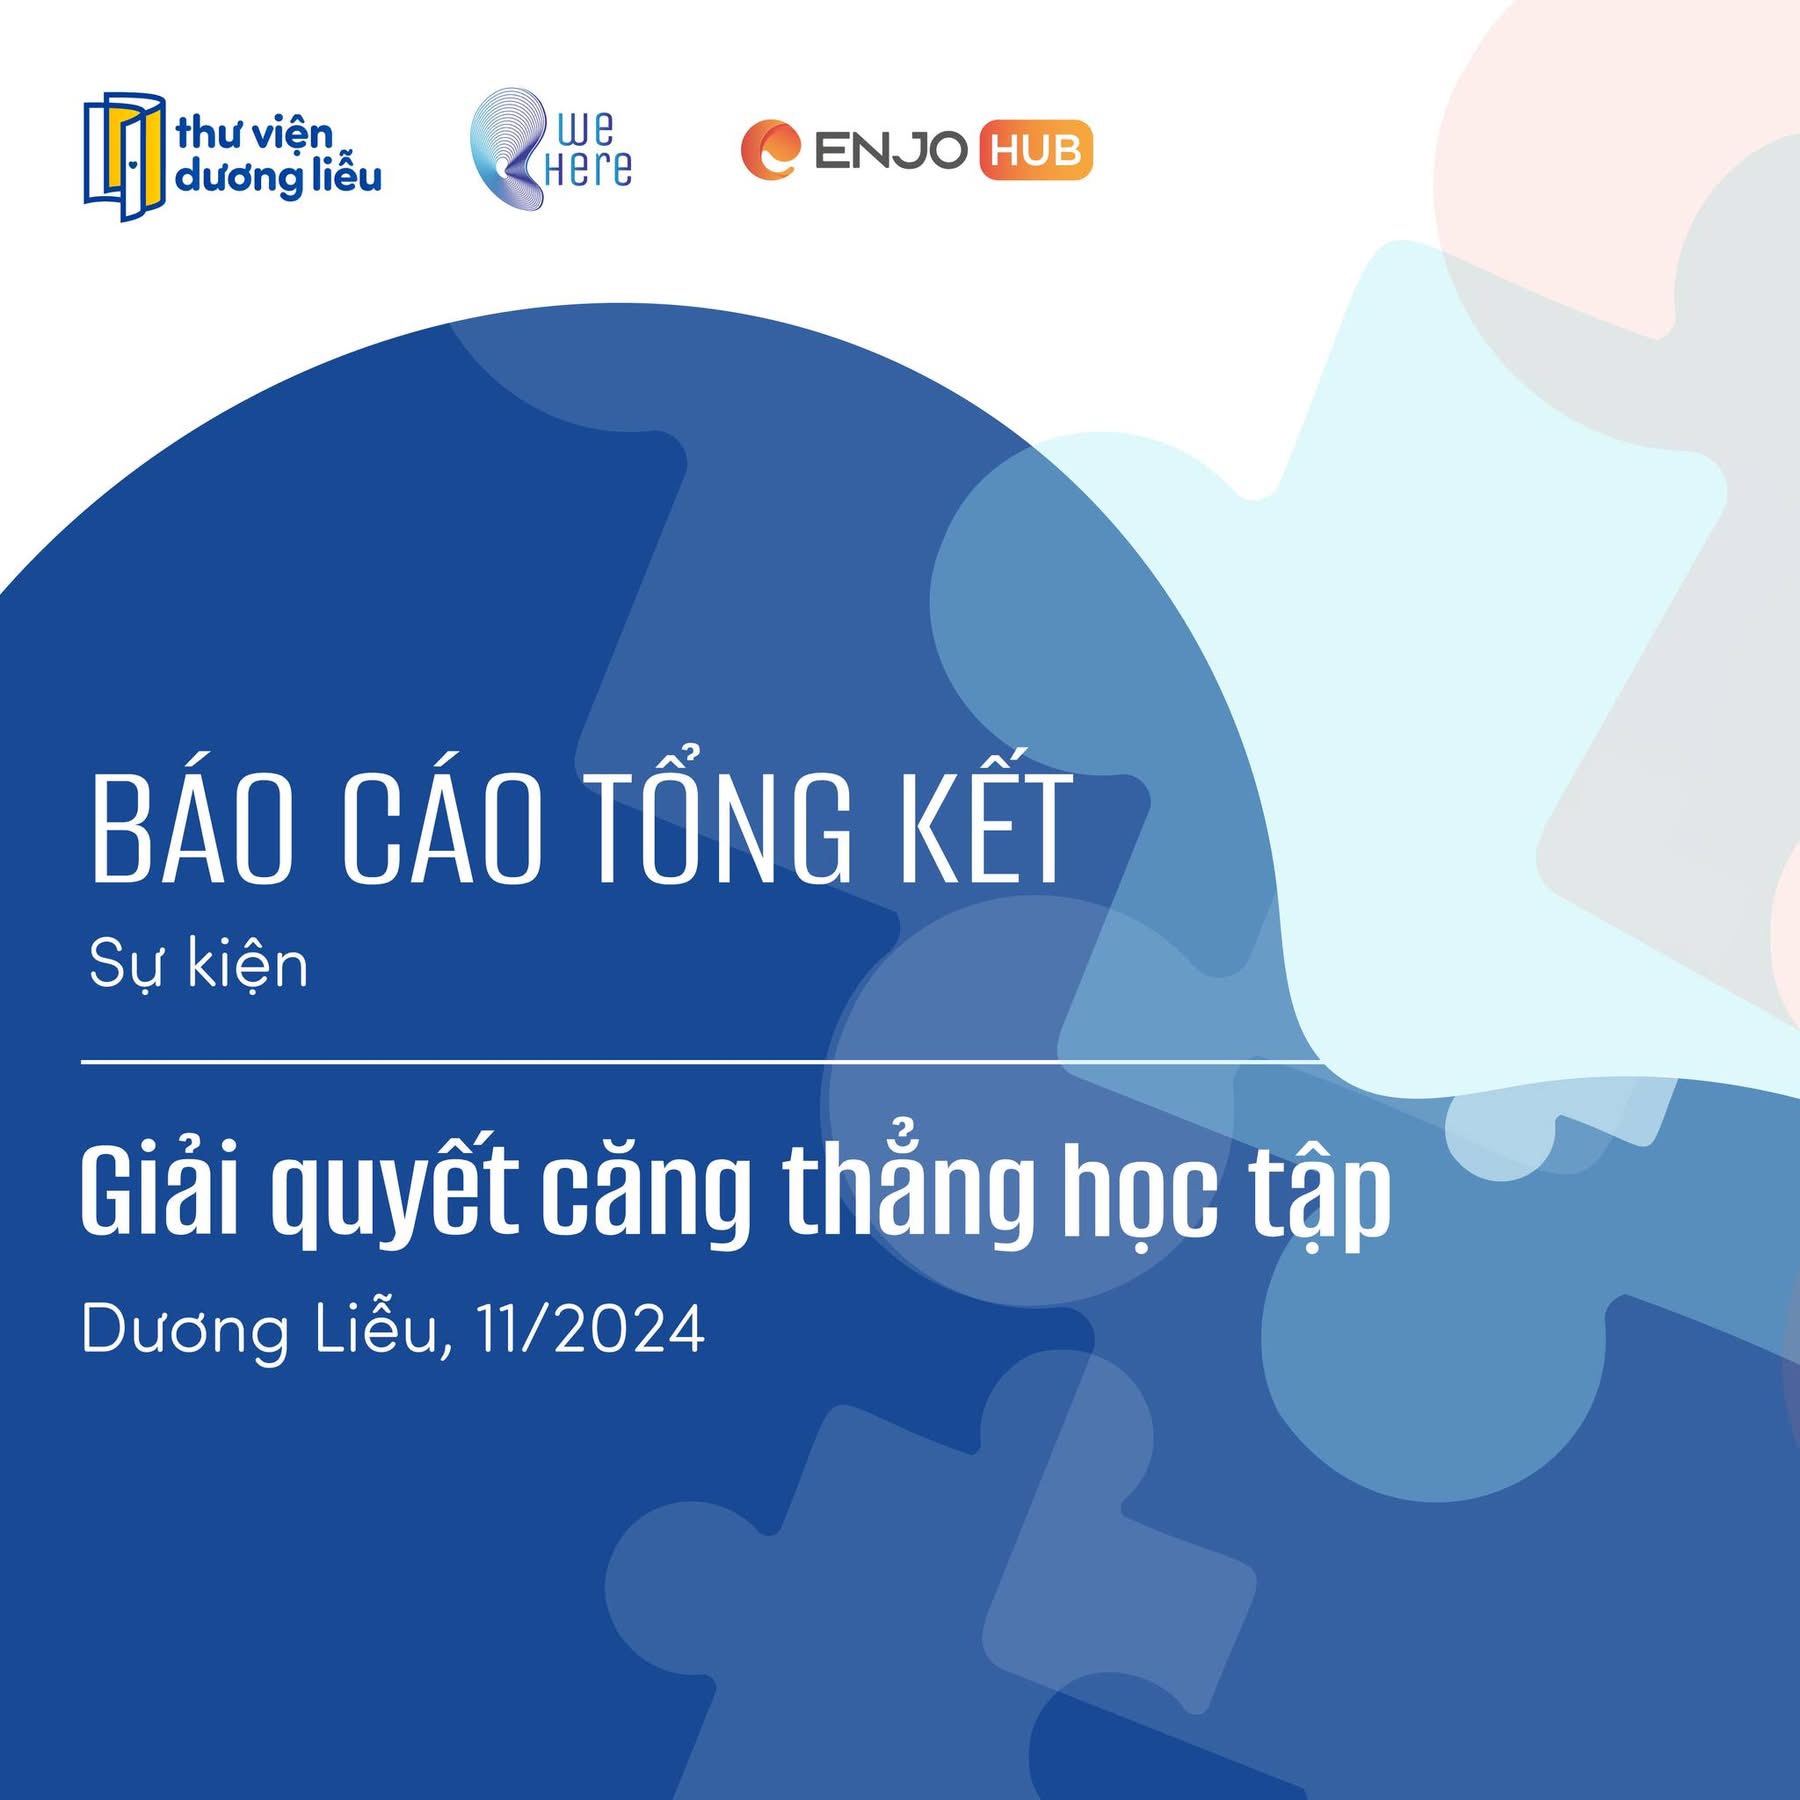 thư viện
dương liễu
we
Here
ENJO HUB
BÁO CÁO TỔNG KẾT
Sự kiện
Giải quyết căng thẳng học tập
Dương Liễu, 11/2024